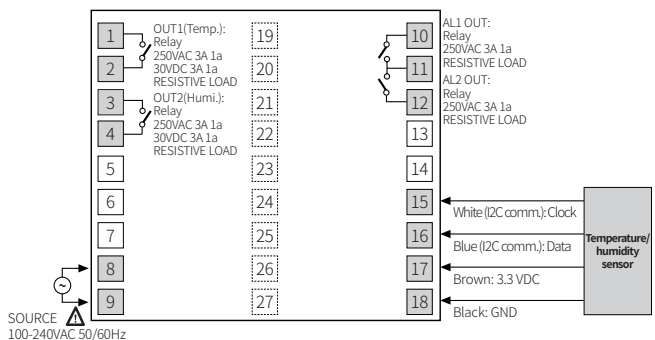 1
2
3
4
5
6
7
8
9
OUT1(Temp.):
Relay
250VAC 3A 1a
30VDC 3A 1a
RESISTIVE LOAD
OUT2(Humi.):
Relay
250VAC 3A 1a
30VDC 3A 1a
RESISTIVE LOAD
SOURCE
100-240VAC 50/60Hz
19
20
21
22
23
24
25
26
27
10
11
12
13
14
15
16
17
18
AL1 OUT:
Relay
250VAC 3A 1a
RESISTIVE LOAD
AL2 OUT:
Relay
250VAC 3A 1a
RESISTIVE LOAD
White (I2C comm.): Clock
Blue (I2C comm.): Data
Brown: 3.3 VDC
Black: GND
Temperature/
humidity
sensor